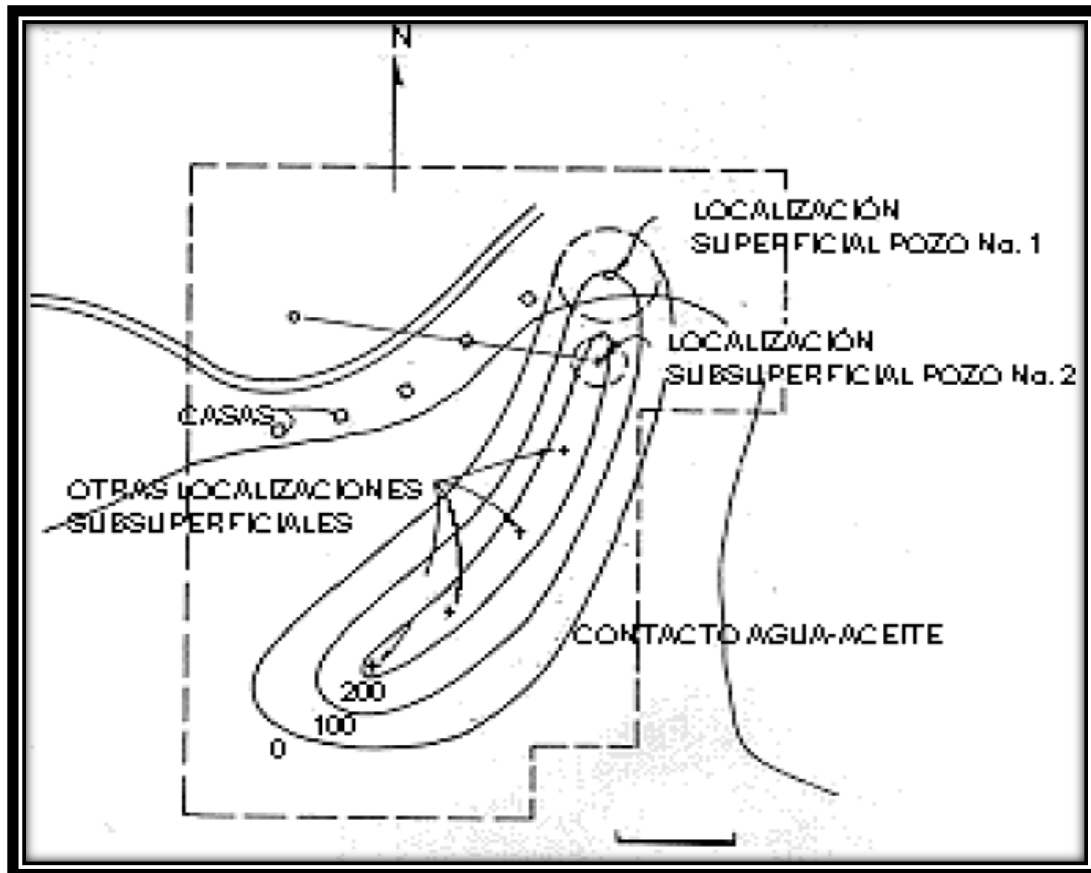 N
LOCALIZACIÓN
SUPERFICIAL POZO No. 1
LOCALIZACIÓN
SUBSUPERFICIAL POZO No. 2
CASAS
OTRAS LOCALIZACIONES
SUBSUPERFICIALES
CONTACTO AGUA-ACEITE
200
100
0